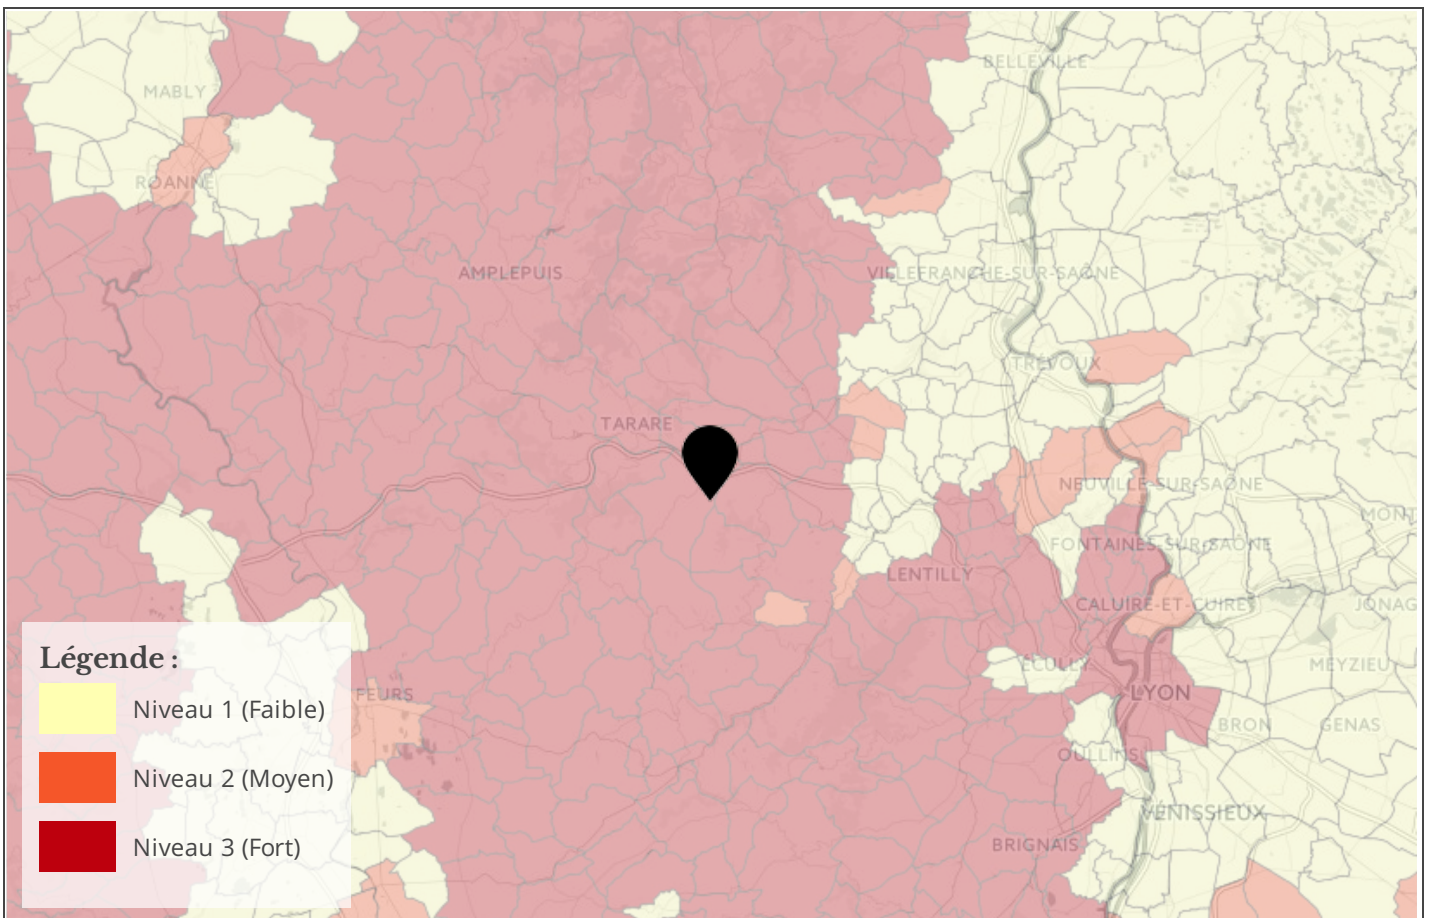 BELLEVILLE
MABLY
ROANNE
AMPLEPUIS
VILLEFRANCHE-SUR-SAÔNE
TRÉVOUX
TARARE
NEUVILLE-SUR-SAÔNE
MONT
FONTAINES-SUR-SAÔNE
LENTILLY
CALUIRE-ET-CUIRE
JONAG
Légende :
ÉCULLY
MEYZIEU
FEURS
LYON
Niveau 1 (Faible)
BRON
GENAS
OULLINS
Niveau 2 (Moyen)
VÉNISSIEUX
Niveau 3 (Fort)
BRIGNAIS